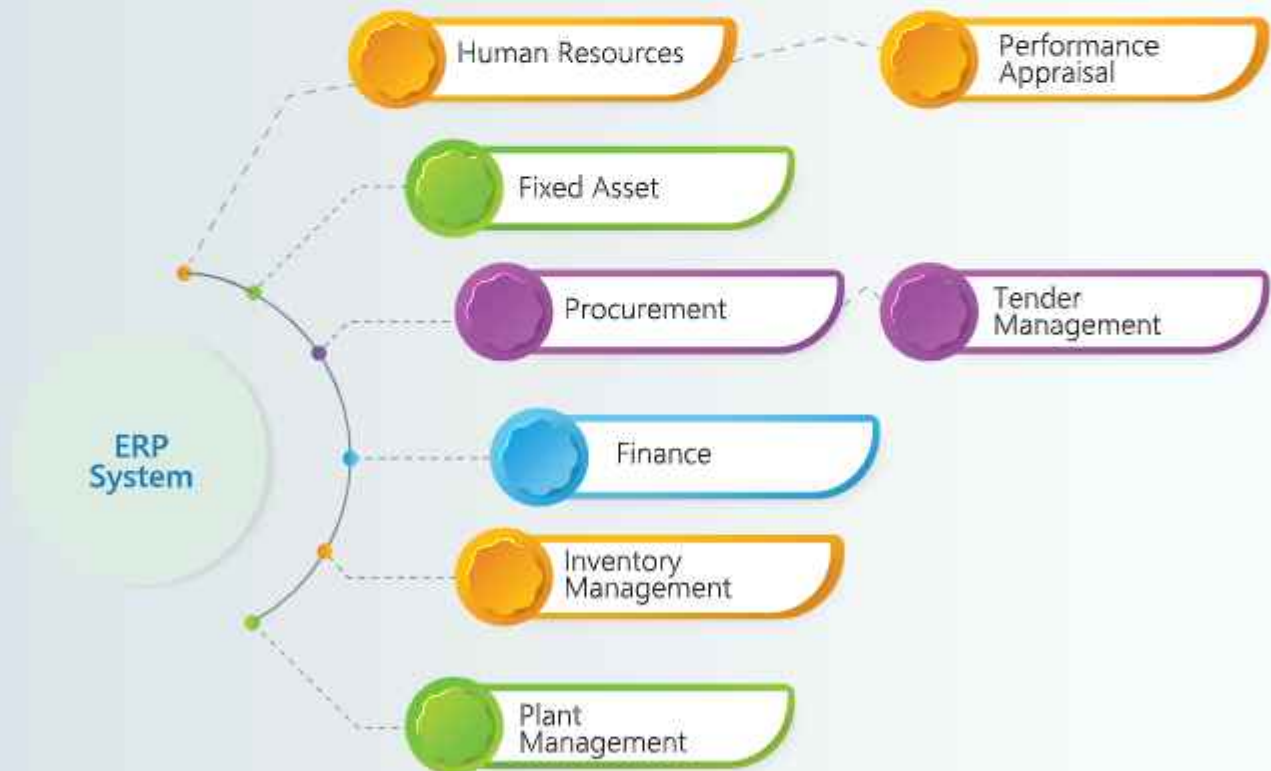 Human Resources
Performance
Appraisal
Fixed Asset
Procurement
Tender
Management
ERP
System
Finance
Inventory
Management
Plant
Management